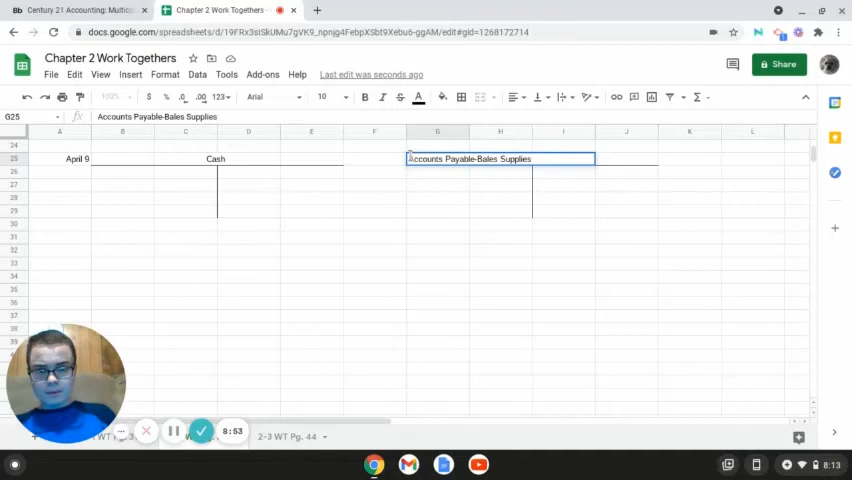 Century 21 Accounting: Multicol
Chapter 2 Work Togethers -
docs.google.com/spreadsheets/d/19FRx3sISkUMu7gVK9_npnjg4FebpXSbt9Xebu6-ggAM/edit#gid=1268172714
Chapter 2 Work Togethers
Share
File Edit View Insert Format Data Tools Add-ons Help Last edit was seconds ago
100% $ % .0 .00 123 Arial 10 B I S A
G25 fx Accounts Payable-Bales Supplies
A B C D E F G H I J K L
24
25 April 9 Cash Accounts Payable-Bales Supplies
26
27
28
29
30
31
32
33
34
35
36
37
38
39
8:53
2-3 WT Pg. 44
8:13